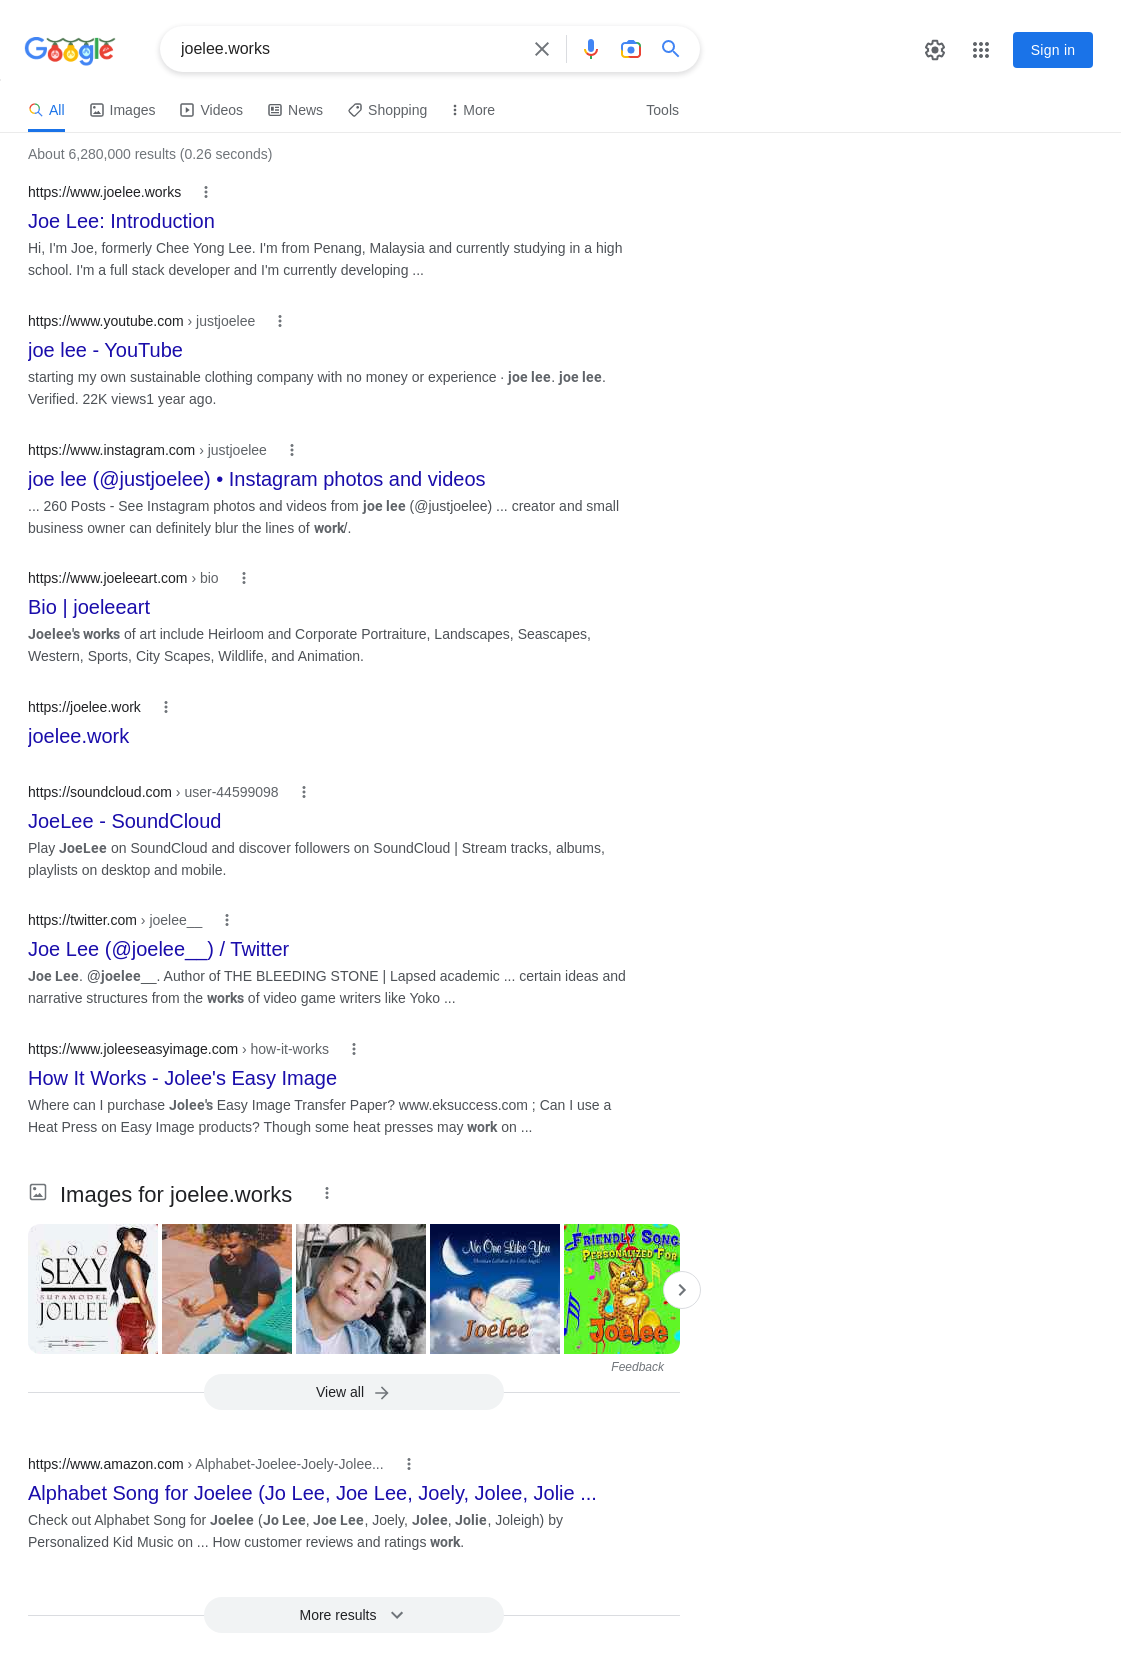 Google
joelee.works
Sign in
All
Images
Videos
News
Shopping
More
Tools
About 6,280,000 results (0.26 seconds)
https://www.joelee.works
Joe Lee: Introduction
Hi, I'm Joe, formerly Chee Yong Lee. I'm from Penang, Malaysia and currently studying in a high
school. I'm a full stack developer and I'm currently developing ...
https://www.youtube.com › justjoelee
joe lee - YouTube
starting my own sustainable clothing company with no money or experience · joe lee. joe lee.
Verified. 22K views1 year ago.
https://www.instagram.com › justjoelee
joe lee (@justjoelee) • Instagram photos and videos
... 260 Posts - See Instagram photos and videos from joe lee (@justjoelee) ... creator and small
business owner can definitely blur the lines of work/.
https://www.joeleeart.com › bio
Bio | joeleeart
Joelee's works of art include Heirloom and Corporate Portraiture, Landscapes, Seascapes,
Western, Sports, City Scapes, Wildlife, and Animation.
https://joelee.work
joelee.work
https://soundcloud.com › user-44599098
JoeLee - SoundCloud
Play JoeLee on SoundCloud and discover followers on SoundCloud | Stream tracks, albums,
playlists on desktop and mobile.
https://twitter.com › joelee__
Joe Lee (@joelee__) / Twitter
Joe Lee. @joelee__. Author of THE BLEEDING STONE | Lapsed academic ... certain ideas and
narrative structures from the works of video game writers like Yoko ...
https://www.joleeseasyimage.com › how-it-works
How It Works - Jolee's Easy Image
Where can I purchase Jolee's Easy Image Transfer Paper? www.eksuccess.com ; Can I use a
Heat Press on Easy Image products? Though some heat presses may work on ...
Images for joelee.works
SOO
SEXY
SUPAMODEL
JOELEE
No One Like You
Joelee
FRIENDLY SONG
PERSONALIZED FOR
Joelee
Feedback
View all
https://www.amazon.com › Alphabet-Joelee-Joely-Jolee...
Alphabet Song for Joelee (Jo Lee, Joe Lee, Joely, Jolee, Jolie ...
Check out Alphabet Song for Joelee (Jo Lee, Joe Lee, Joely, Jolee, Jolie, Joleigh) by
Personalized Kid Music on ... How customer reviews and ratings work.
More results